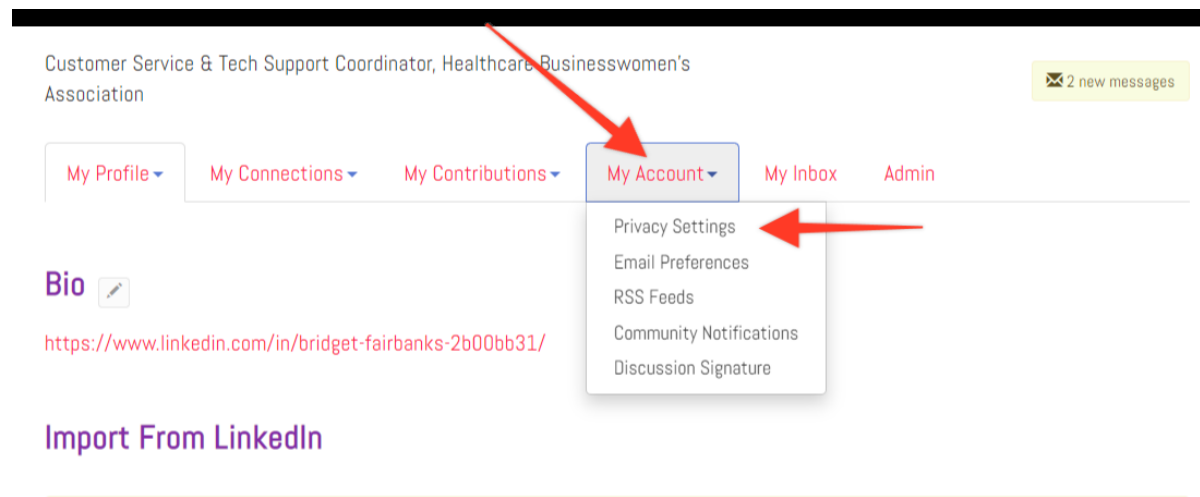 Customer Service & Tech Support Coordinator, Healthcare Businesswomen's
Association
2 new messages
My Profile My Connections My Contributions My Account My Inbox Admin
Privacy Settings
Email Preferences
RSS Feeds
Community Notifications
Discussion Signature
Bio
https://www.linkedin.com/in/bridget-fairbanks-2b00bb31/
Import From LinkedIn